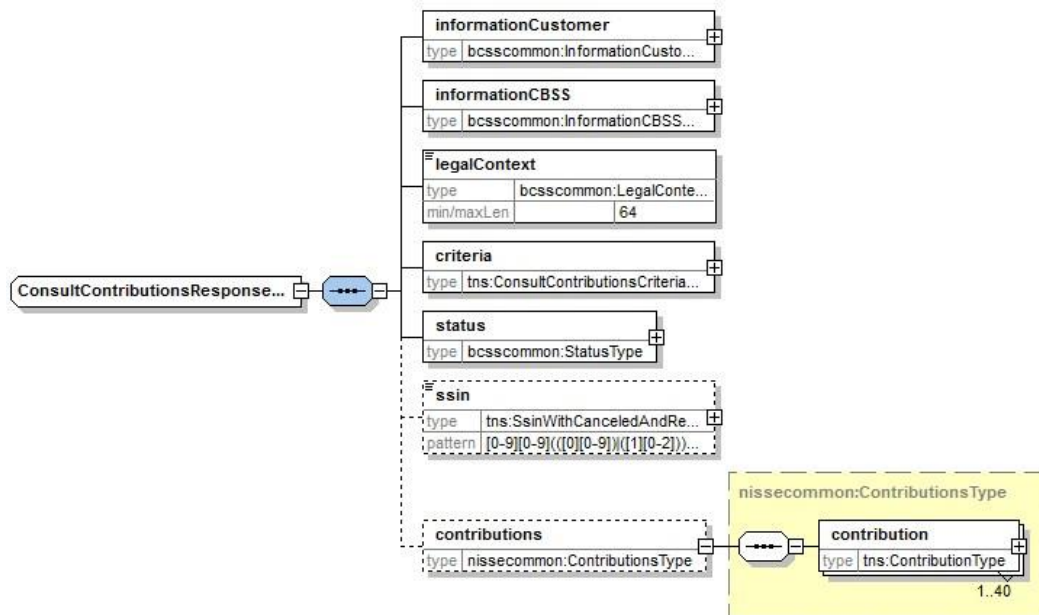 informationCustomer
type bcsscommon:InformationCusto...
informationCBSS
type bcsscommon:InformationCBSS...
legalContext
type bcsscommon:LegalConte...
min/maxLen 64
ConsultContributionsResponse...
criteria
type tns:ConsultContributionsCriteria...
status
type bcsscommon:StatusType
ssin
type tns:SsinWithCanceledAndRe...
pattern [0-9][0-9](([0][0-9])|([1][0-2]))...
contributions
type nissecommon:ContributionsType
nissecommon:ContributionsType
contribution
type tns:ContributionType
1..40